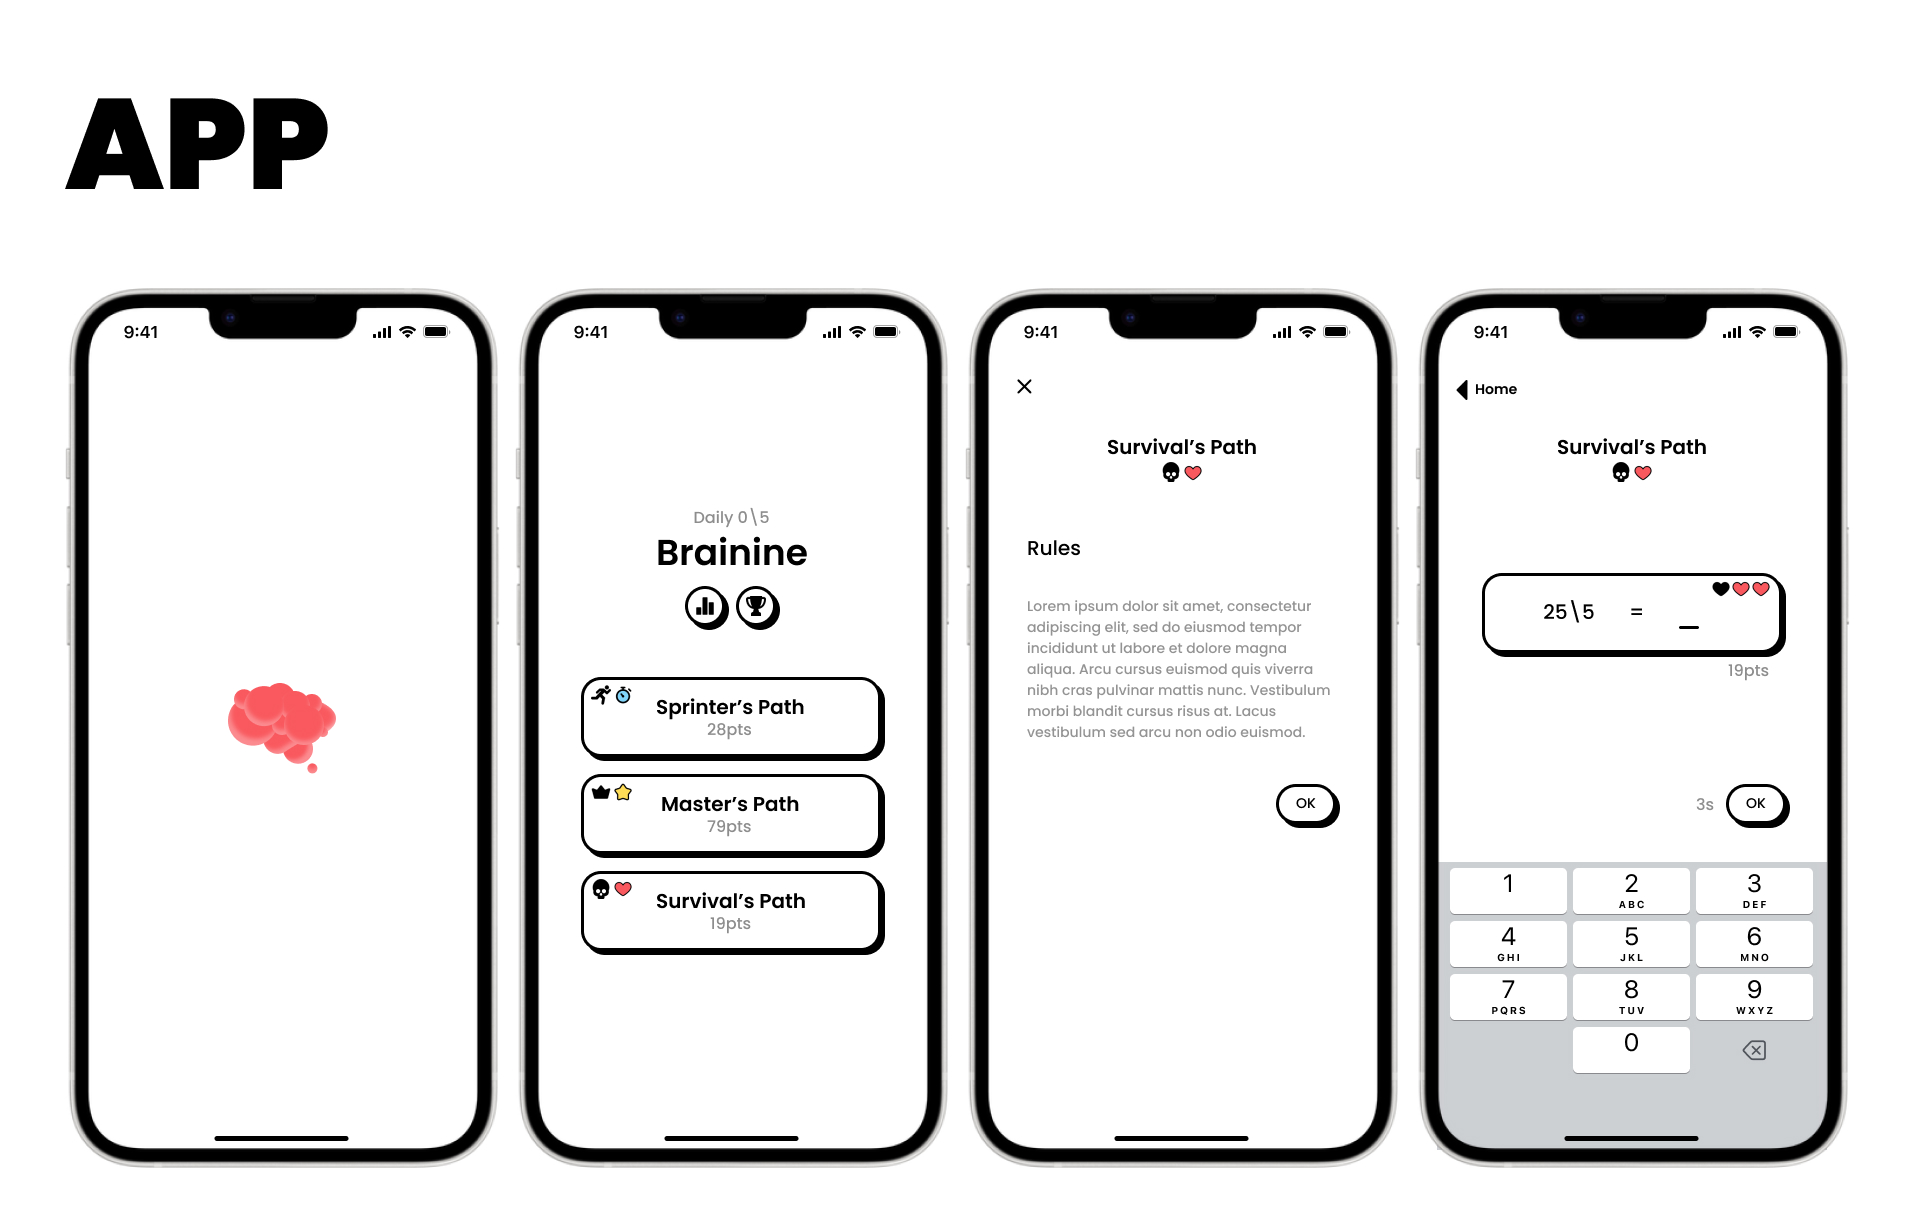 APP
9:41
9:41
Daily 0\5
Brainine
Sprinter’s Path
28pts
Master’s Path
79pts
Survival’s Path
19pts
9:41
Survival’s Path
Rules
Lorem ipsum dolor sit amet, consectetur
adipiscing elit, sed do eiusmod tempor
incididunt ut labore et dolore magna
aliqua. Arcu cursus euismod quis viverra
nibh cras pulvinar mattis nunc. Vestibulum
morbi blandit cursus risus at. Lacus
vestibulum sed arcu non odio euismod.
OK
9:41
Home
Survival’s Path
25\5 = _
19pts
3s OK
1 2 3
ABC DEF
4 5 6
GHI JKL MNO
7 8 9
PQRS TUV WXYZ
0